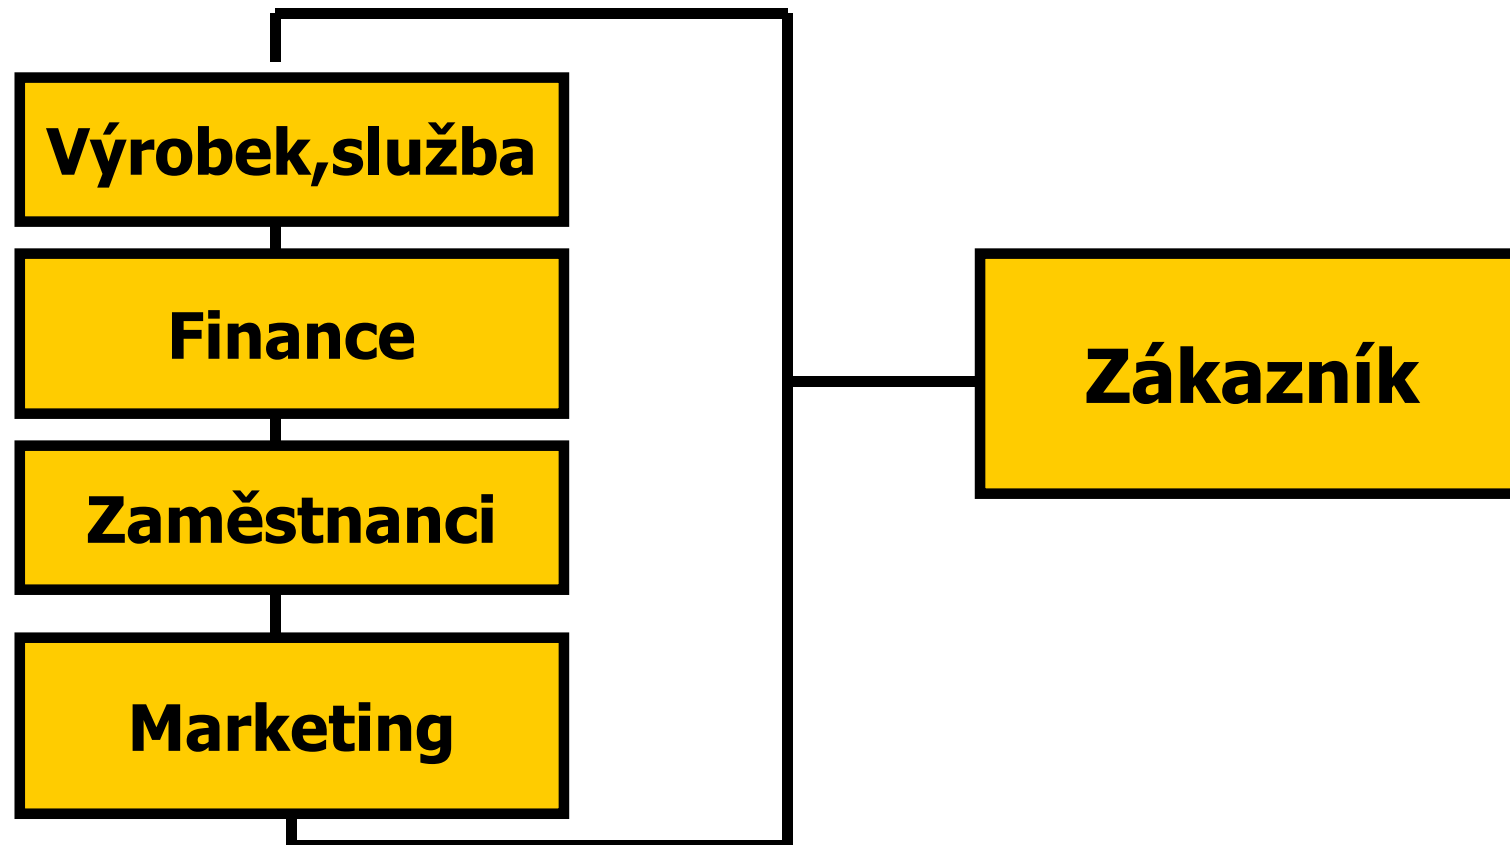 Výrobek,služba
Finance
Zákazník
Zaměstnanci
Marketing